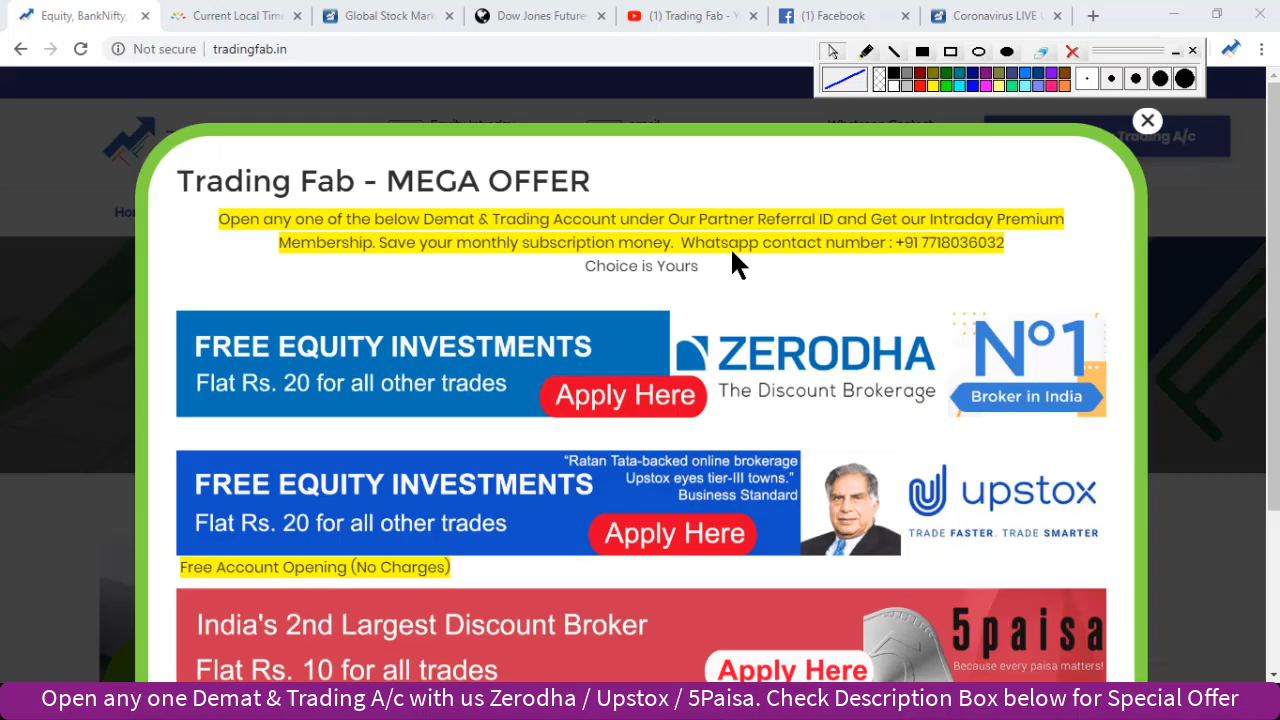 Equity, BankNifty,
Current Local Time
Global Stock Mark
Dow Jones Future
(1) Trading Fab - Y
(1) Facebook
Coronavirus LIVE U
Not secure
tradingfab.in
Trading A/c
Trading Fab - MEGA OFFER
Open any one of the below Demat & Trading Account under Our Partner Referral ID and Get our Intraday Premium
Membership. Save your monthly subscription money. Whatsapp contact number : +91 7718036032
Choice is Yours
FREE EQUITY INVESTMENTS
Flat Rs. 20 for all other trades
Apply Here
ZERODHA
The Discount Brokerage
Nº1
Broker in India
FREE EQUITY INVESTMENTS
Flat Rs. 20 for all other trades
Apply Here
“Ratan Tata-backed online brokerage
Upstox eyes tier-III towns.”
Business Standard
upstox
TRADE FASTER. TRADE SMARTER
Free Account Opening (No Charges)
India's 2nd Largest Discount Broker
Flat Rs. 10 for all trades
Apply Here
5paisa
Because every paisa matters!
Open any one Demat & Trading A/c with us Zerodha / Upstox / 5Paisa. Check Description Box below for Special Offer